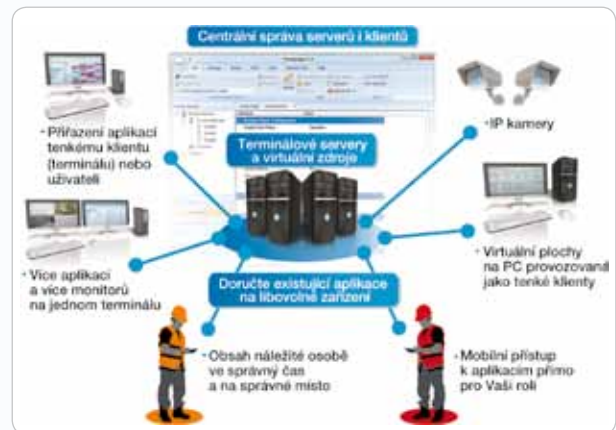 Centrální správa serverů i klientů
• Přiřazení aplikací
tenkému klientu
(terminálu) nebo
uživateli
Terminálové servery
a virtuální zdroje
• IP kamery
• Více aplikací
a více monitorů
na jednom terminálu
Doručte existující aplikace
na libovolné zařízení
• Virtuální plochy
na PC provozovaná
jako tenké klienty
• Obsah náležité osobě
ve správný čas
a na správné místo
• Mobilní přístup
k aplikacím přímo
pro Vaši roli